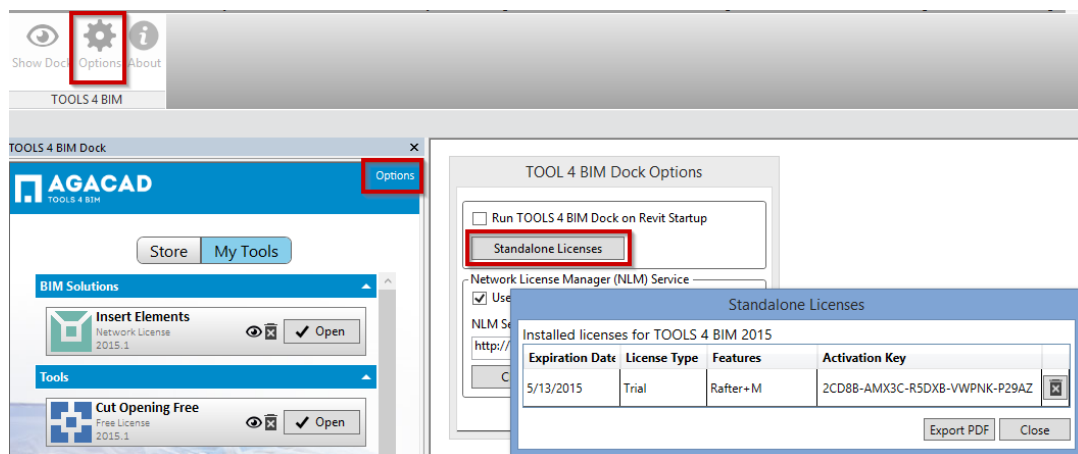 Show Dock Options About
TOOLS 4 BIM
TOOLS 4 BIM Dock x
AGACAD
TOOLS 4 BIM
Options
Store My Tools
BIM Solutions
Insert Elements
Network License
2015.1
Open
Tools
Cut Opening Free
Free License
2015.1
Open
TOOL 4 BIM Dock Options
Run TOOLS 4 BIM Dock on Revit Startup
Standalone Licenses
Network License Manager (NLM) Service
Use
NLM Se
http://
C
Standalone Licenses
Installed licenses for TOOLS 4 BIM 2015
Expiration Date License Type Features Activation Key
5/13/2015 Trial Rafter+M 2CD8B-AMX3C-R5DXB-VWPNK-P29AZ
Export PDF Close